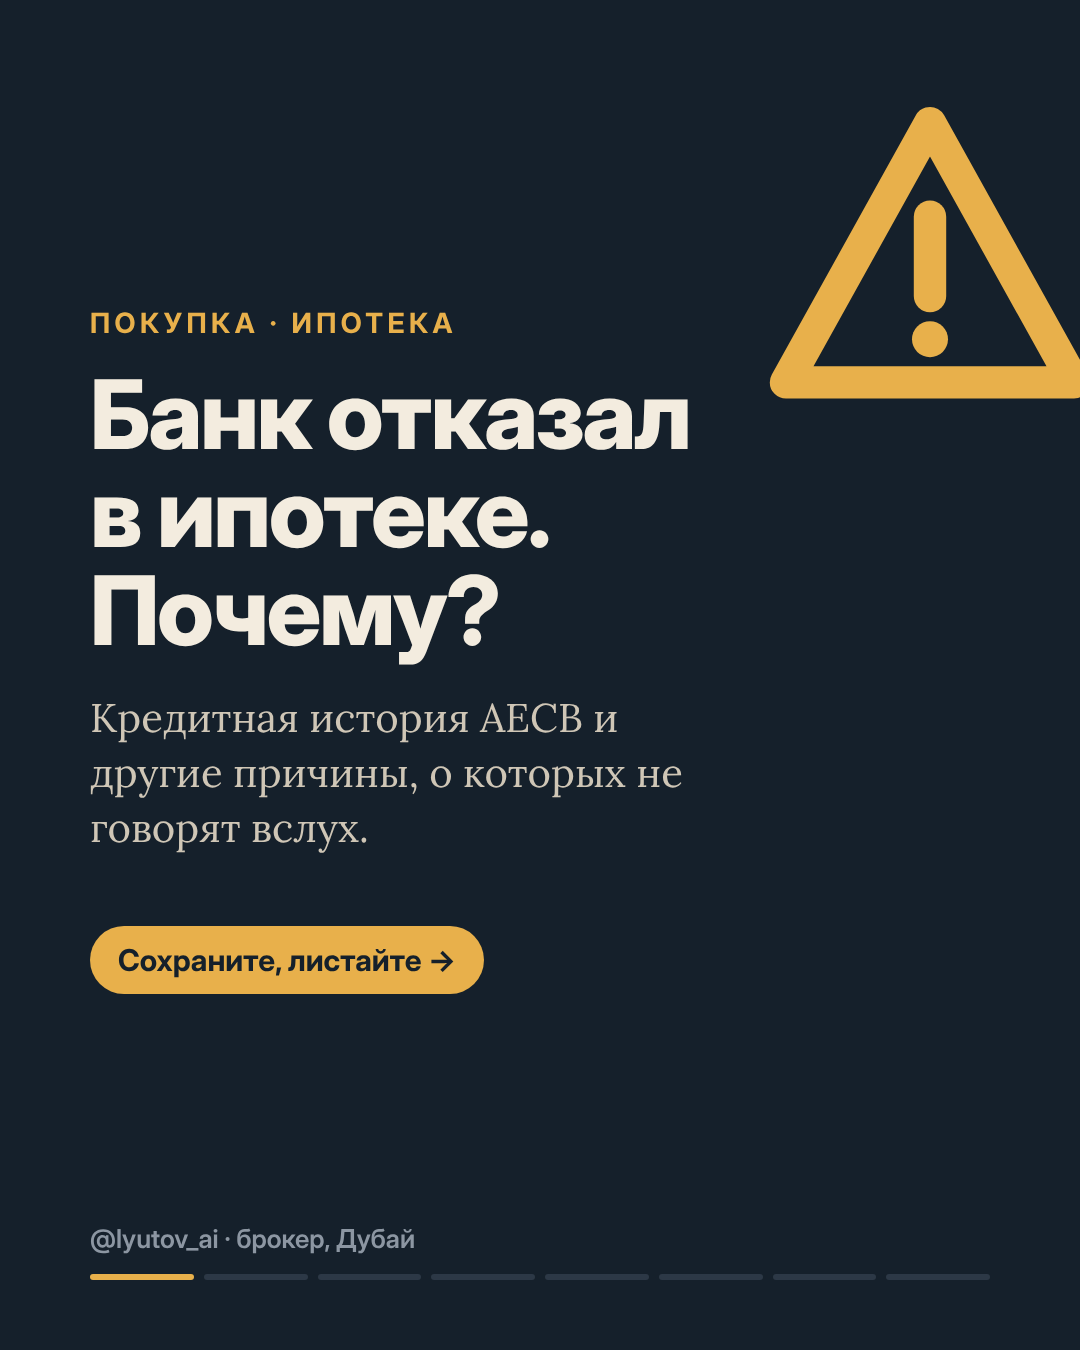 ПОКУПКА · ИПОТЕКА
Банк отказал
в ипотеке.
Почему?
Кредитная история AECB и
другие причины, о которых не
говорят вслух.
Сохраните, листайте →
@lyutov_ai · брокер, Дубай